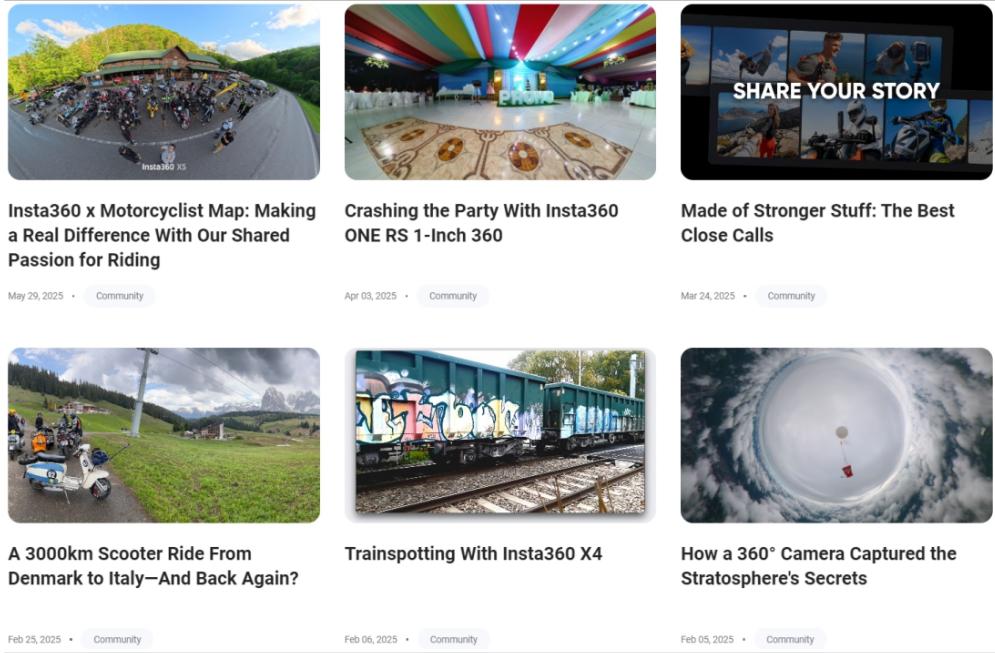 Insta360 X5
SHARE YOUR STORY
Insta360 x Motorcyclist Map: Making
a Real Difference With Our Shared
Passion for Riding
May 29, 2025 • Community
Crashing the Party With Insta360
ONE RS 1-Inch 360
Apr 03, 2025 • Community
Made of Stronger Stuff: The Best
Close Calls
Mar 24, 2025 • Community
A 3000km Scooter Ride From
Denmark to Italy—And Back Again?
Feb 25, 2025 • Community
Trainspotting With Insta360 X4
Feb 06, 2025 • Community
How a 360° Camera Captured the
Stratosphere's Secrets
Feb 05, 2025 • Community